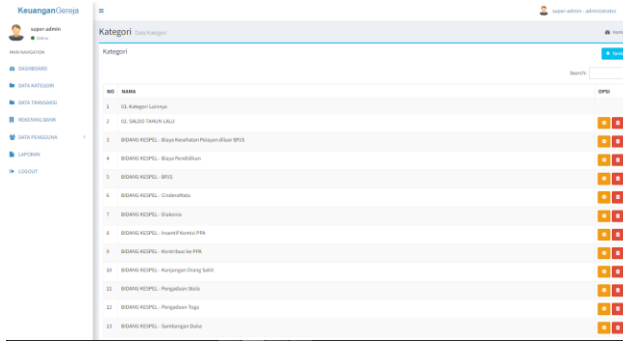 KeuanganGereja
super admin - administrator
super admin
Online
Kategori Data Kategori
Home
MAIN NAVIGATION
DASHBOARD
DATA KATEGORI
DATA TRANSAKSI
REKENING BANK
DATA PENGGUNA
LAPORAN
LOGOUT
Kategori
Search:
NO NAMA OPSI
1 01. Kategori Lainnya
2 02. SALDO TAHUN LALU
3 BIDANG KESPEL - Biaya Kesehatan Pelayan diluar BPJS
4 BIDANG KESPEL - Biaya Pendidikan
5 BIDANG KESPEL - BPJS
6 BIDANG KESPEL - CinderaMata
7 BIDANG KESPEL - Diakonia
8 BIDANG KESPEL - Insentif Komisi PPA
9 BIDANG KESPEL - Kontribusi ke PPA
10 BIDANG KESPEL - Kunjungan Orang Sakit
11 BIDANG KESPEL - Pengadaan Stola
12 BIDANG KESPEL - Pengadaan Toga
13 BIDANG KESPEL - Sumbangan Duka